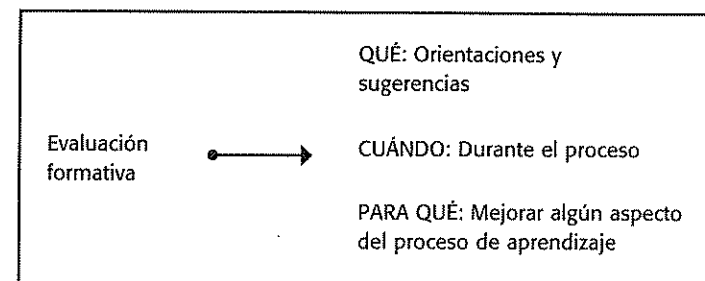 QUÉ: Orientaciones y
sugerencias
Evaluación
formativa
CUÁNDO: Durante el proceso
PARA QUÉ: Mejorar algún aspecto
del proceso de aprendizaje